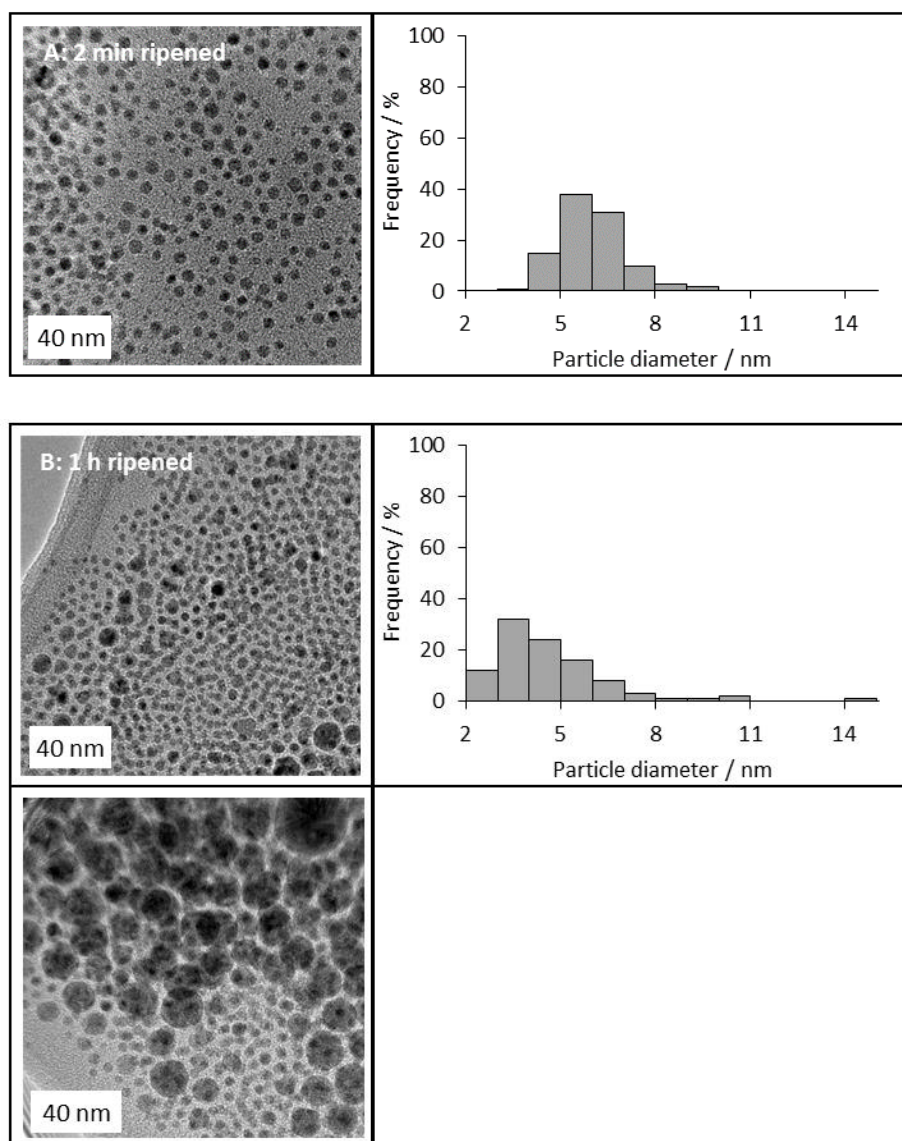 A: 2 min ripened
40 nm
100
80
60
40
20
0
Frequency / %
2 5 8 11 14
Particle diameter / nm
B: 1 h ripened
40 nm
100
80
60
40
20
0
Frequency / %
2 5 8 11 14
Particle diameter / nm
40 nm